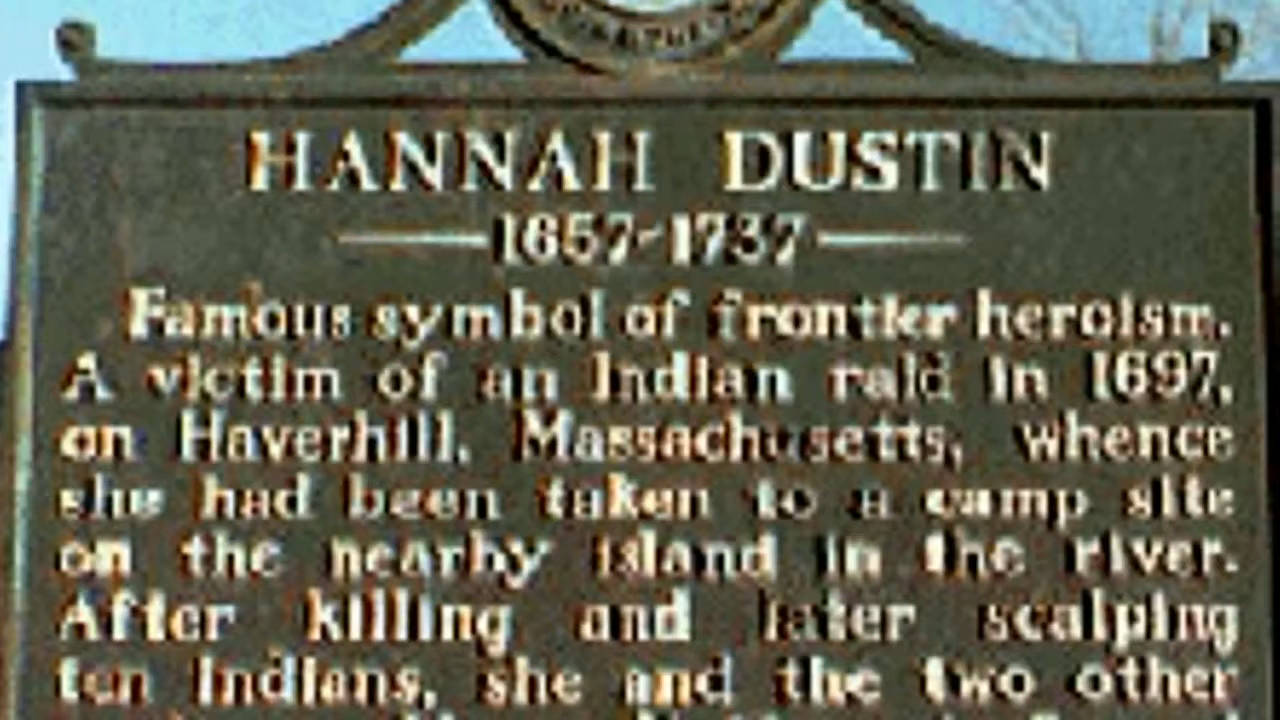 HANNAH DUSTIN
1657-1737
Famous symbol of frontier heroism.
A victim of an Indian raid in 1697,
on Haverhill, Massachusetts, whence
she had been taken to a camp site
on the nearby island in the river.
After killing and later scalping
ten Indians, she and the two other